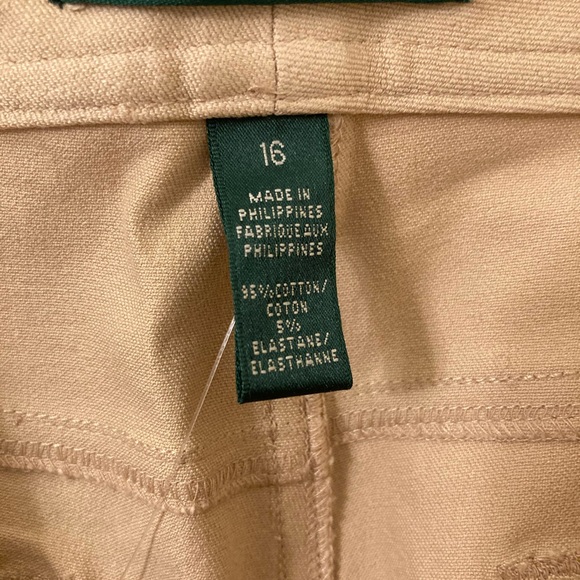 16
MADE IN
PHILIPPINES
FABRIQUE AUX
PHILIPPINES
95% COTTON/
COTON
5%
ELASTANE/
ELASTHANNE